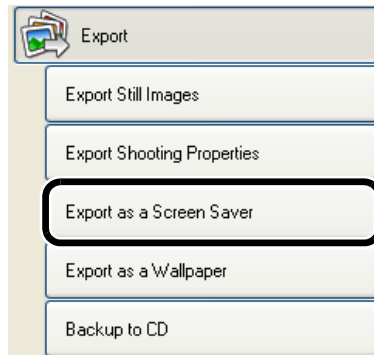 Export
Export Still Images
Export Shooting Properties
Export as a Screen Saver
Export as a Wallpaper
Backup to CD